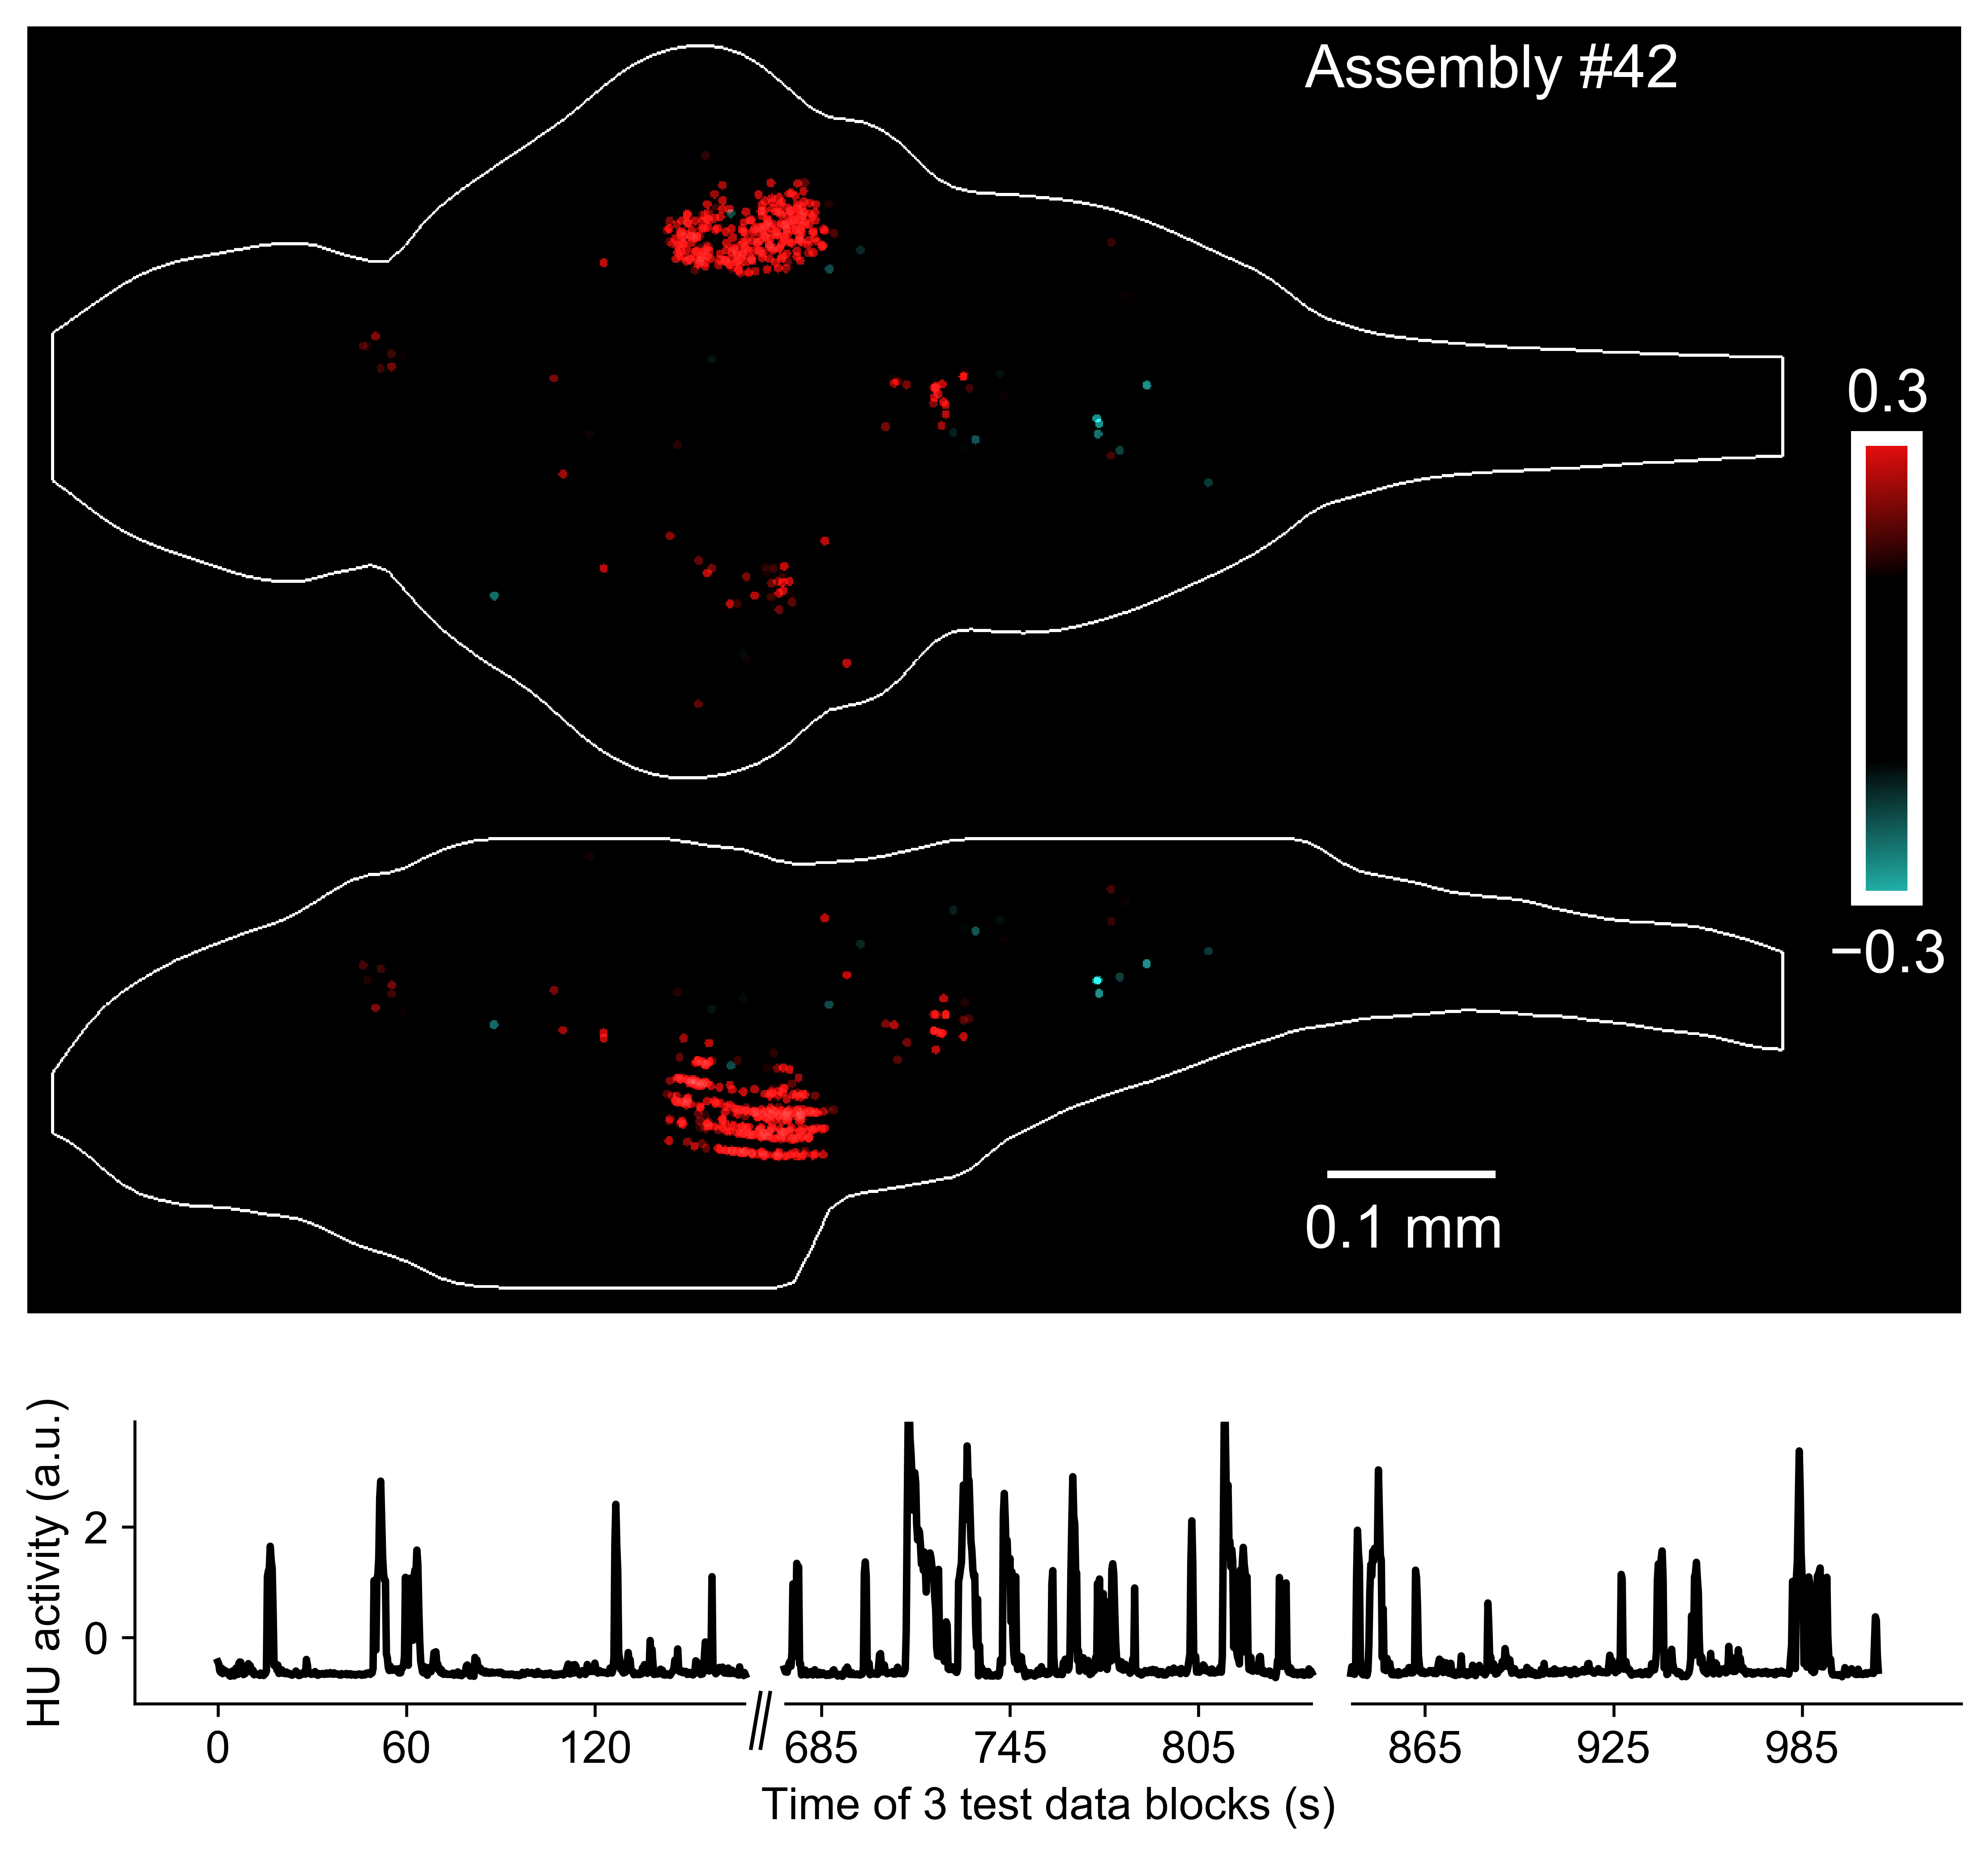 Assembly #42
0.3
−0.3
0.1 mm
HU activity (a.u.)
2
0
0 60 120 685 745 805 865 925 985
Time of 3 test data blocks (s)